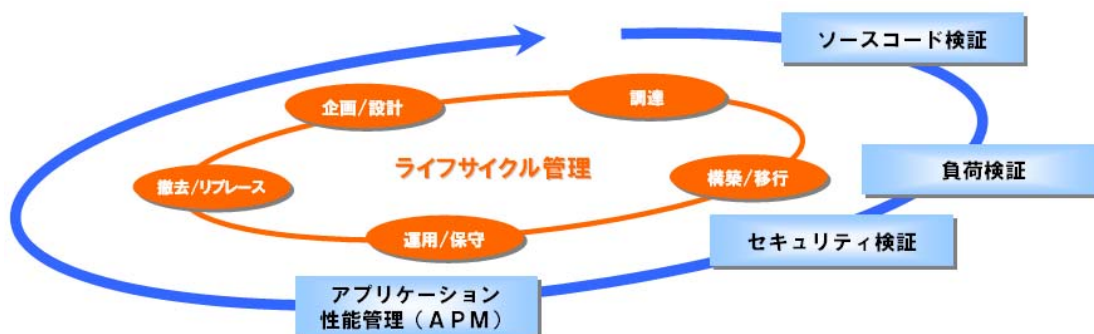 ソースコード検証
企画/設計
調達
ライフサイクル管理
負荷検証
撤去/リプレース
構築/移行
運用/保守
セキュリティ検証
アプリケーション
性能管理（ＡＰＭ）